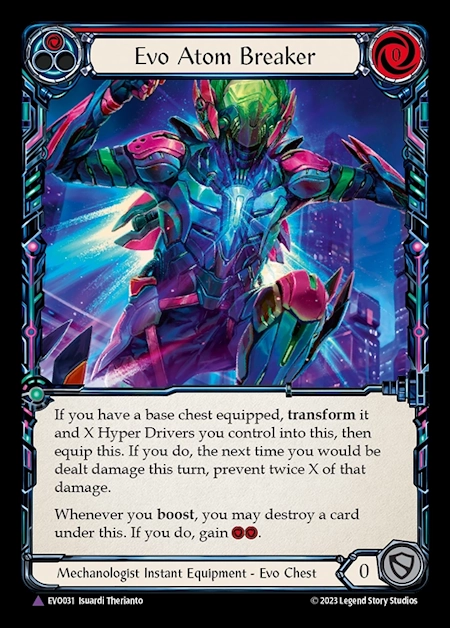 Evo Atom Breaker
0
If you have a base chest equipped, transform it
and X Hyper Drivers you control into this, then
equip this. If you do, the next time you would be
dealt damage this turn, prevent twice X of that
damage.
Whenever you boost, you may destroy a card
under this. If you do, gain .
Mechanologist Instant Equipment - Evo Chest
0
EVO031 Isuardi Therianto
© 2023 Legend Story Studios